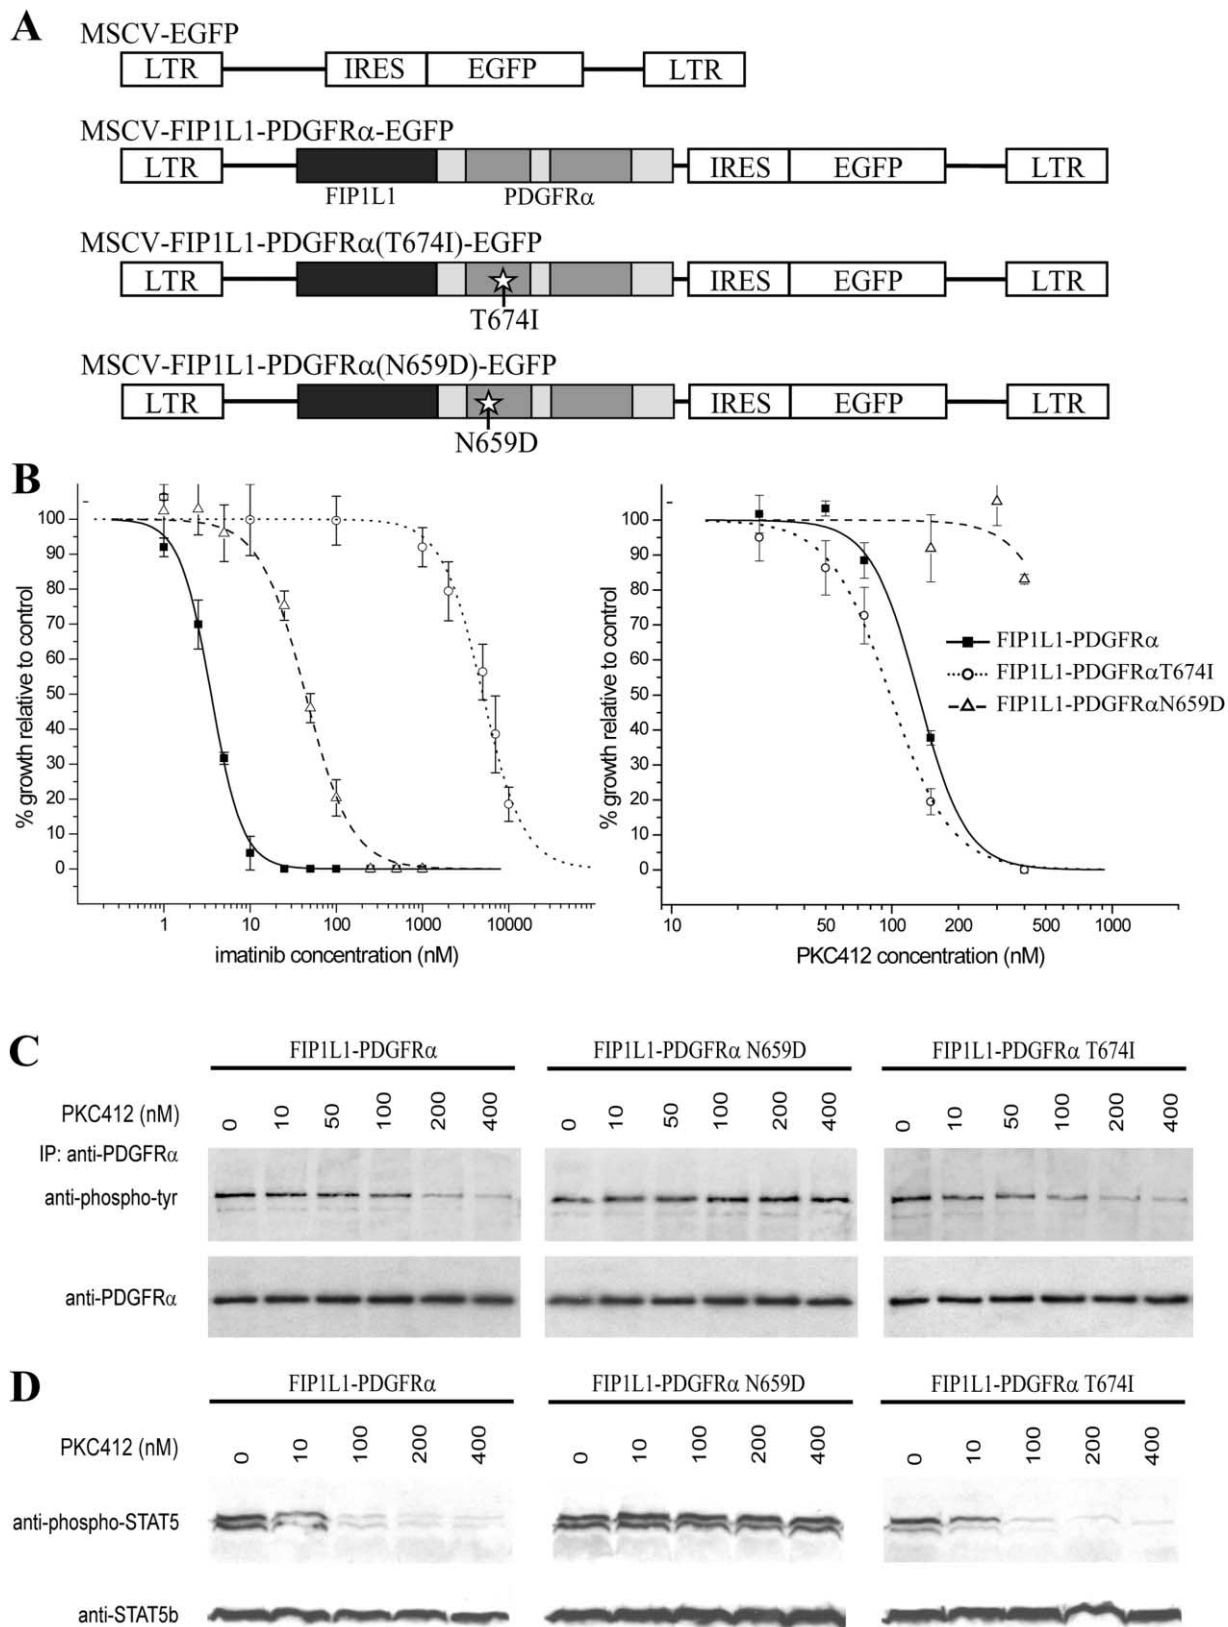 A
MSCV-EGFP
LTR IRES EGFP LTR
MSCV-FIP1L1-PDGFRα-EGFP
LTR IRES EGFP LTR
FIP1L1 PDGFRα
MSCV-FIP1L1-PDGFRα(T674I)-EGFP
LTR IRES EGFP LTR
T674I
MSCV-FIP1L1-PDGFRα(N659D)-EGFP
LTR IRES EGFP LTR
N659D
B
% growth relative to control
100
90
80
70
60
50
40
30
20
10
0
1 10 100 1000 10000
imatinib concentration (nM)
% growth relative to control
100
90
80
70
60
50
40
30
20
10
0
FIP1L1-PDGFRα
FIP1L1-PDGFRαT674I
FIP1L1-PDGFRαN659D
10 50 100 200 500 1000
PKC412 concentration (nM)
C
FIP1L1-PDGFRα FIP1L1-PDGFRα N659D FIP1L1-PDGFRα T674I
PKC412 (nM) 0 10 50 100 200 400 0 10 50 100 200 400 0 10 50 100 200 400
IP: anti-PDGFRα
anti-phospho-tyr
anti-PDGFRα
D
FIP1L1-PDGFRα FIP1L1-PDGFRα N659D FIP1L1-PDGFRα T674I
PKC412 (nM) 0 10 100 200 400 0 10 100 200 400 0 10 100 200 400
anti-phospho-STAT5
anti-STAT5b